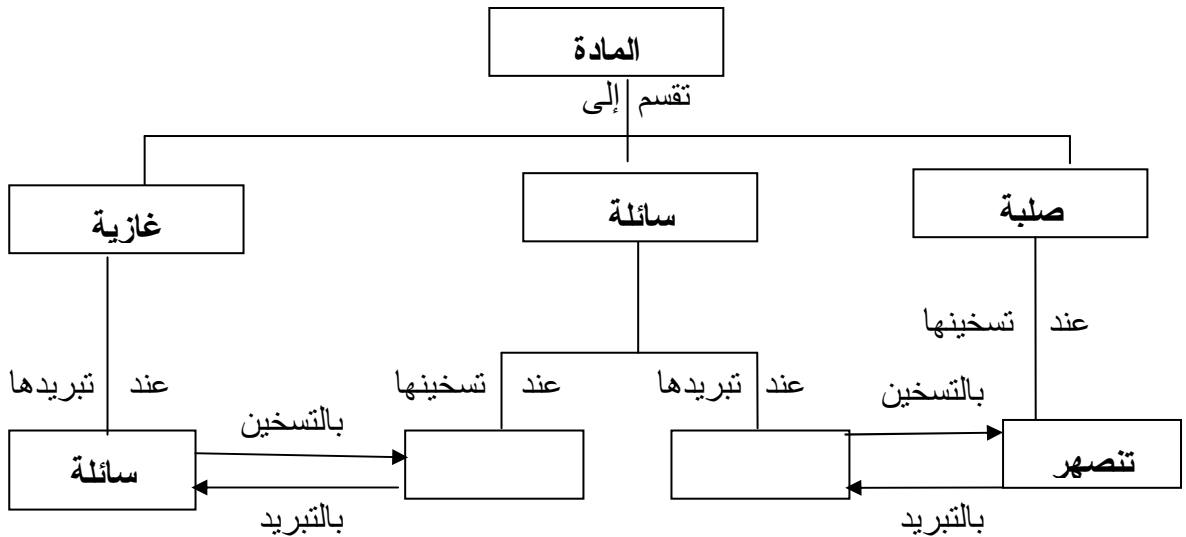 المادة
تقسم إلى
صلبة
سائلة
غازية
عند تسخينها
عند تبريدها
عند تسخينها
عند تبريدها
بالتسخين
بالتسخين
تنصهر
سائلة
بالتبريد
بالتبريد